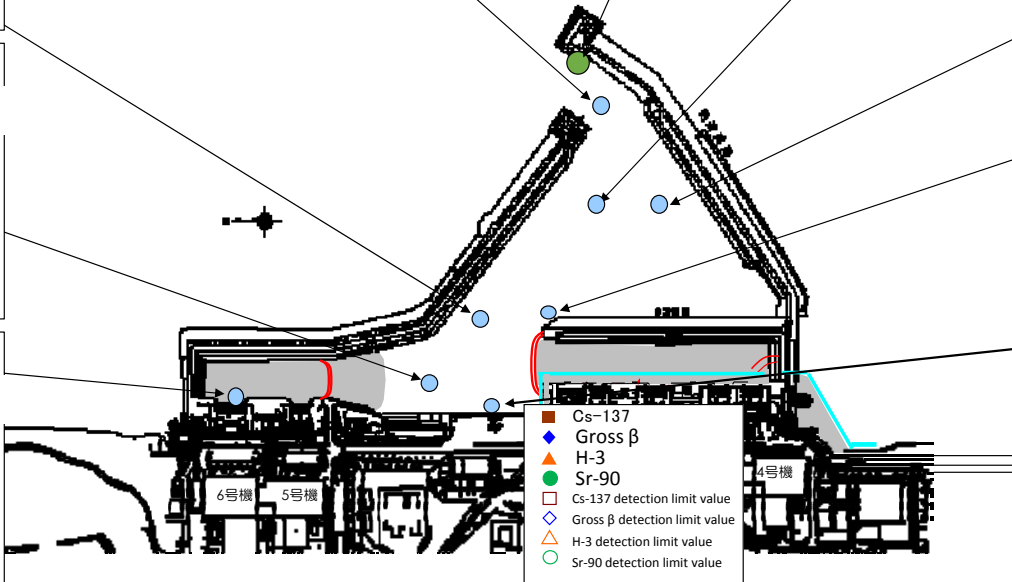 Cs-137
Gross β
H-3
Sr-90
Cs-137 detection limit value
Gross β detection limit value
H-3 detection limit value
Sr-90 detection limit value
6号機
5号機
4号機